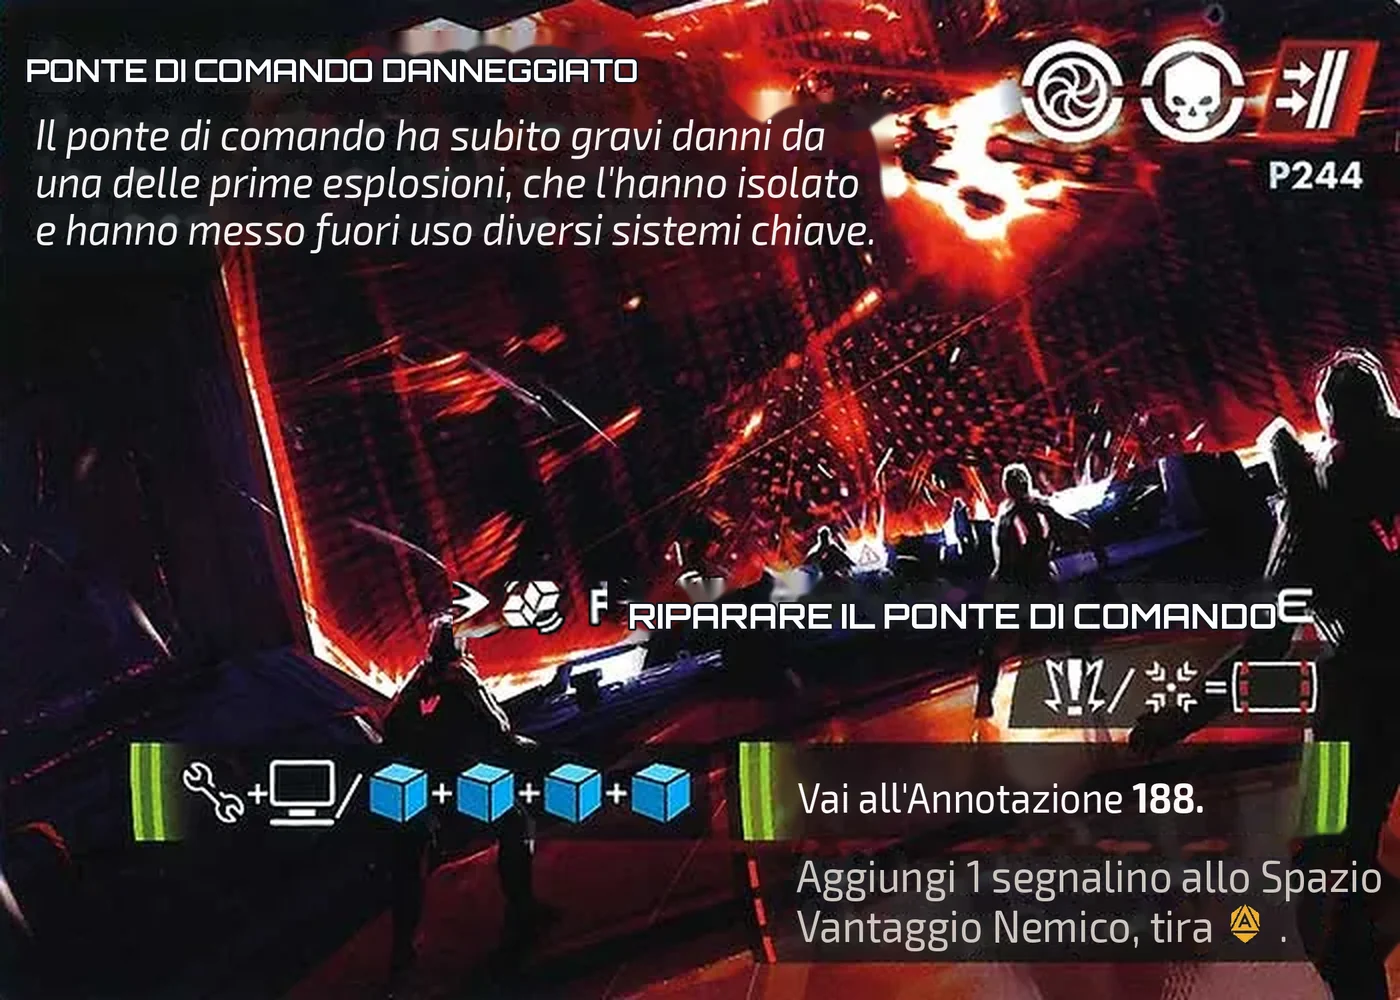 PONTE DI COMANDO DANNEGGIATO
Il ponte di comando ha subito gravi danni da
una delle prime esplosioni, che l'hanno isolato
e hanno messo fuori uso diversi sistemi chiave.
P244
RIPARARE IL PONTE DI COMANDO
Vai all'Annotazione 188.
Aggiungi 1 segnalino allo Spazio
Vantaggio Nemico, tira A .